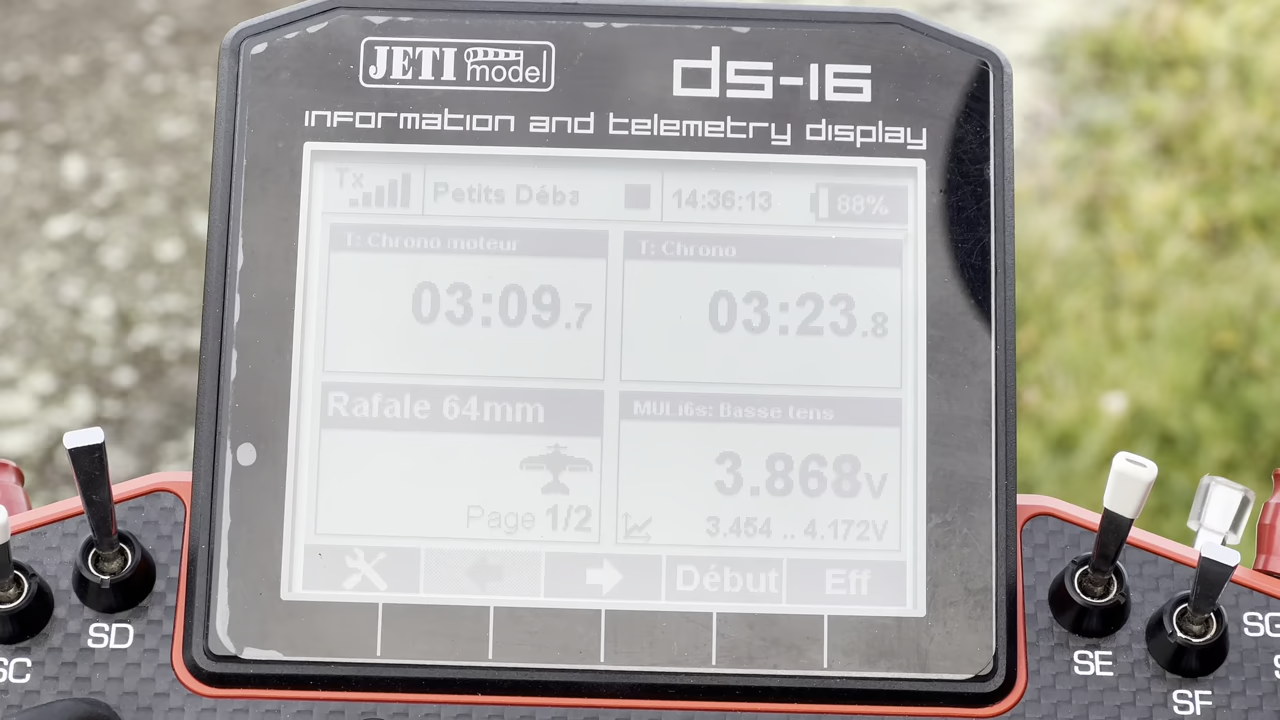 JETI model
ds-16
information and telemetry display
Tx Petits Déba 14:36:13 88%
T: Chrono moteur
03:09.7
T: Chrono
03:23.8
Rafale 64mm
Page 1/2
MULi6s: Basse tens
3.868V
3.454 .. 4.172V
Début Eff
SD
SC
SE
SF
SG